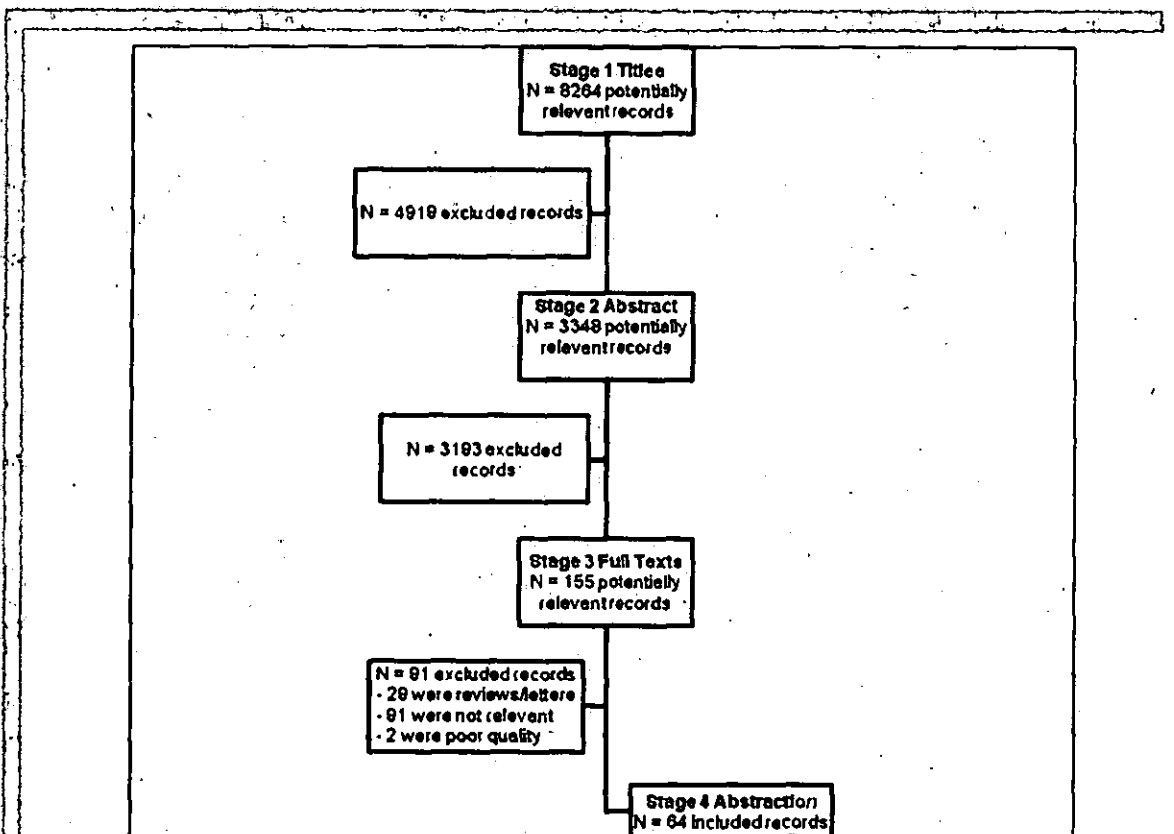 Stage 1 Titles
N = 8264 potentially
relevent records
N = 4919 excluded records
Stage 2 Abstract
N = 3348 potentially
relevent records
N = 3193 excluded
records
Stage 3 Full Texts
N = 155 potentially
relevent records
N = 91 excluded records
- 29 were reviews/letters
- 91 were not relevant
- 2 were poor quality
Stage 4 Abstraction
N = 64 included records